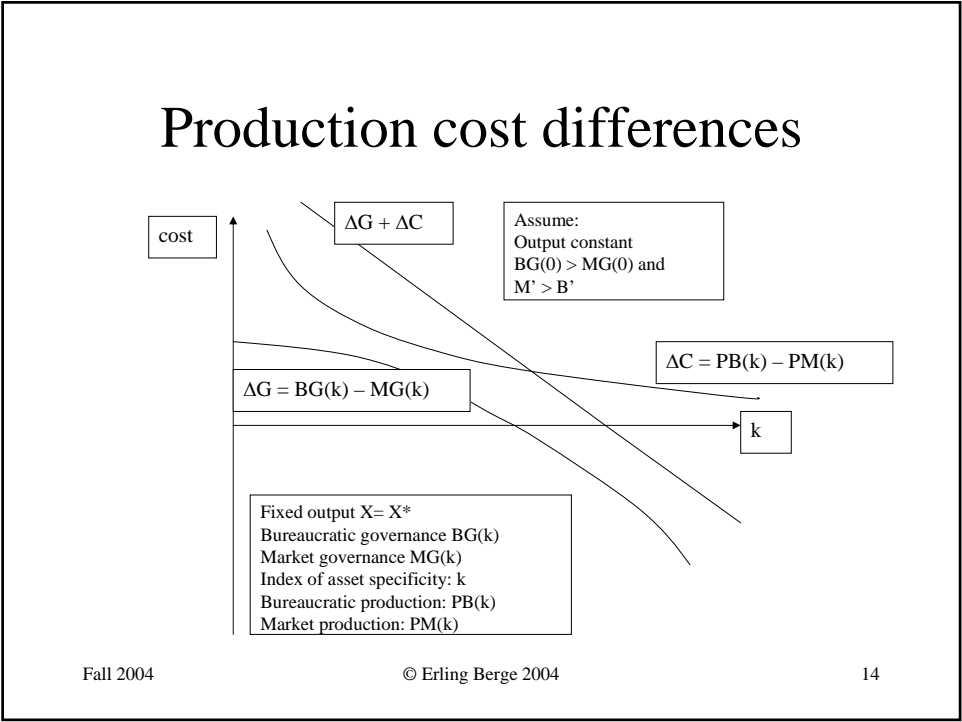 Production cost differences
cost
ΔG + ΔC
Assume:
Output constant
BG(0) > MG(0) and
M’ > B’
ΔC = PB(k) – PM(k)
ΔG = BG(k) – MG(k)
k
Fixed output X= X*
Bureaucratic governance BG(k)
Market governance MG(k)
Index of asset specificity: k
Bureaucratic production: PB(k)
Market production: PM(k)
Fall 2004
© Erling Berge 2004
14